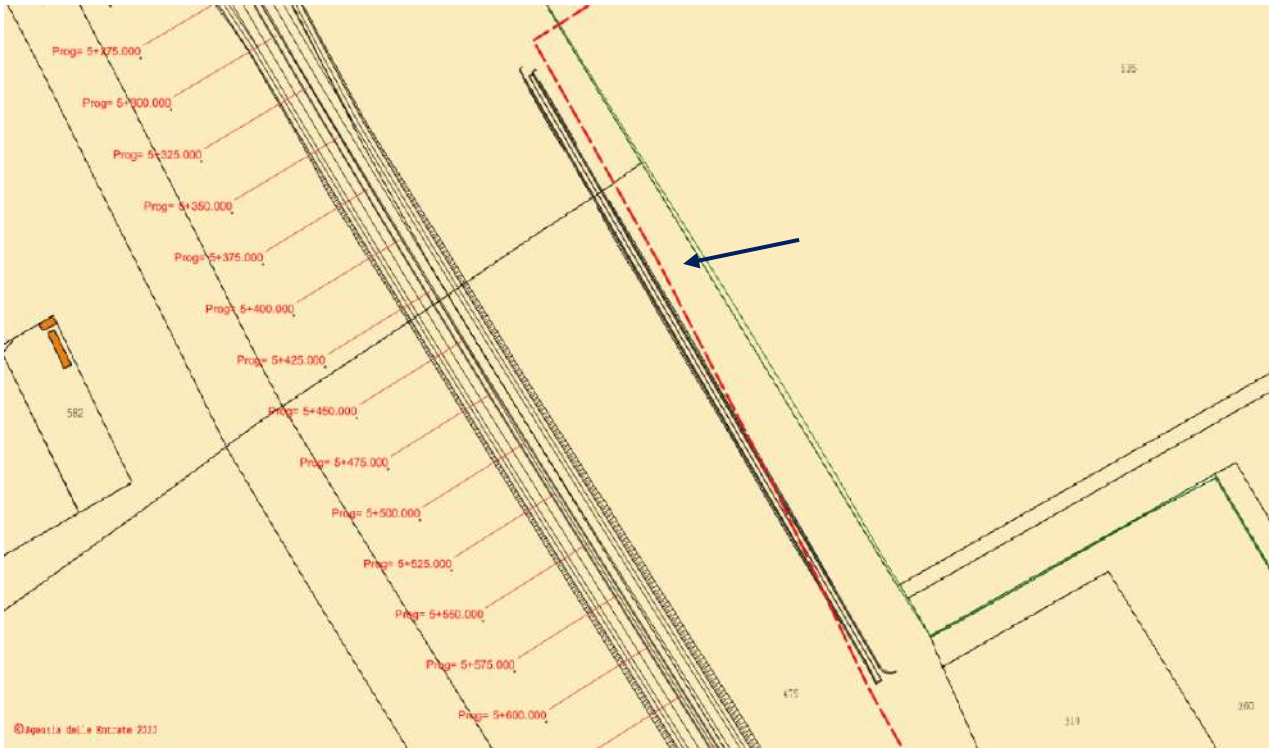 Prog= 5+275.000
Prog= 5+300.000
Prog= 5+325.000
Prog= 5+350.000
Prog= 5+375.000
Prog= 5+400.000
Prog= 5+425.000
Prog= 5+450.000
Prog= 5+475.000
Prog= 5+500.000
Prog= 5+525.000
Prog= 5+550.000
Prog= 5+575.000
Prog= 5+600.000
582
475
260
©Agenzia delle Entrate